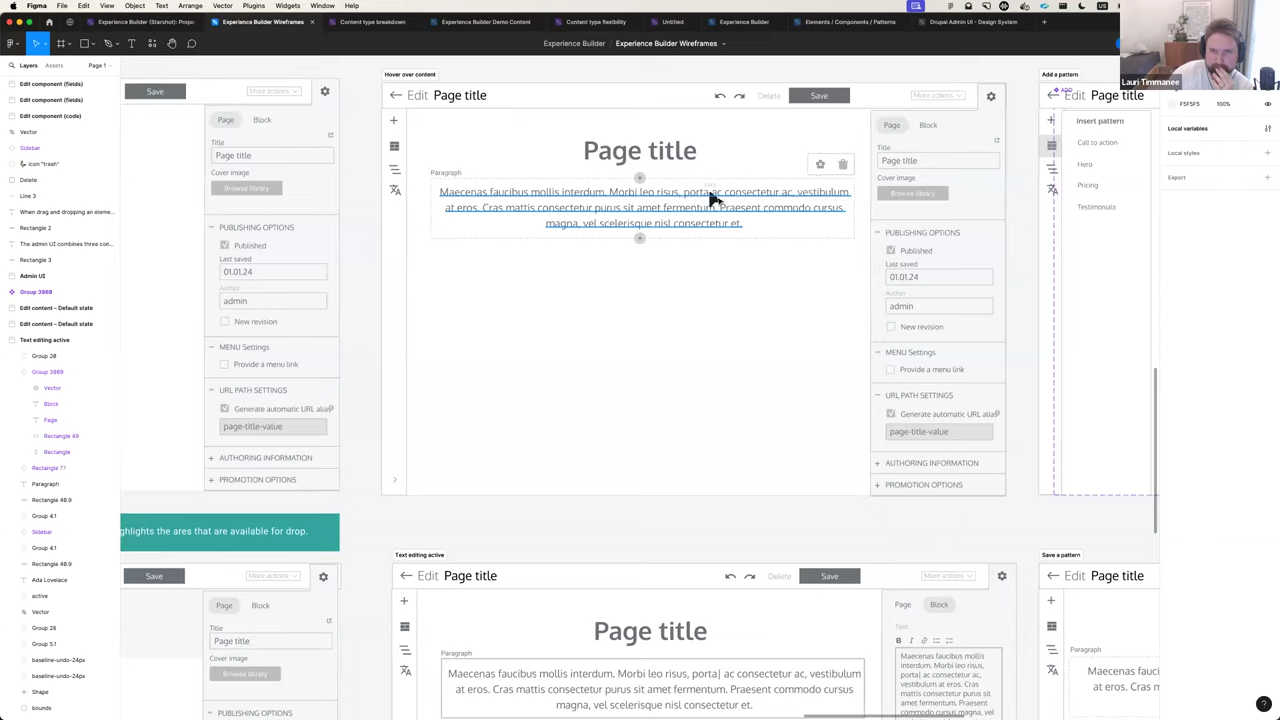 Figma File Edit View Object Text Arrange Vector Plugins Widget Window Help
Experience Builder (Starshot): Propo
Experience Builder Wireframes
Content type breakdown
Experience Builder Demo Content
Content type flexibility
Untitled
Experience Builder
Elements / Components / Patterns
Drupal Admin UI - Design System
Experience Builder / Experience Builder Wireframes
Lauri Timmanee
Layers Assets Page 1
Edit component (fields)
Edit component (fields)
Edit component (code)
Vector
Sidebar
icon "trash"
Delete
Line 3
When drag and dropping an eleme...
Rectangle 2
The admin UI combines three con...
Rectangle 3
Admin UI
Group 3968
Edit content – Default state
Edit content – Default state
Text editing active
Group 20
Group 3969
Vector
Block
Page
Rectangle 49
Rectangle
Rectangle 7.1
Paragraph
Rectangle 40.9
Group 4.1
Sidebar
Group 4.1
Rectangle 40.9
Ada Lovelace
active
Vector
Group 28
Group 5.1
baseline-undo-24px
baseline-undo-24px
Shape
bounds
Save More actions
Page Block
Title
Page title
Cover image
Browse library
PUBLISHING OPTIONS
Published
Last saved
01.01.24
Author
admin
New revision
MENU Settings
Provide a menu link
URL PATH SETTINGS
Generate automatic URL alias
page-title-value
AUTHORING INFORMATION
PROMOTION OPTIONS
ghlights the ares that are available for drop.
Save More actions
Page Block
Title
Page title
Cover image
Browse library
PUBLISHING OPTIONS
Hover over content
Edit Page title Delete Save More actions
Page title
Paragraph
Maecenas faucibus mollis interdum. Morbi leo risus, porta ac consectetur ac, vestibulum
at eros. Cras mattis consectetur purus sit amet fermentum. Praesent commodo cursus
magna, vel scelerisque nisl consectetur et.
Page Block
Title
Page title
Cover image
Browse library
PUBLISHING OPTIONS
Published
Last saved
01.01.24
Author
admin
New revision
MENU Settings
Provide a menu link
URL PATH SETTINGS
Generate automatic URL alias
page-title-value
AUTHORING INFORMATION
PROMOTION OPTIONS
Text editing active
Edit Page title Delete Save More actions
Page title
Paragraph
Maecenas faucibus mollis interdum. Morbi leo risus, porta| ac consectetur ac, vestibulum
at eros. Cras mattis consectetur purus sit amet fermentum. Praesent commodo cursus
magna, vel scelerisque nisl consectetur et.
Page Block
Text
B I
Maecenas faucibus mollis
interdum. Morbi leo risus,
porta| ac consectetur ac,
vestibulum at eros. Cras
mattis consectetur purus
sit amet fermentum.
Praesent commodo cursus
magna, vel scelerisque nisl
Add a pattern
ADD
Edit Page title
Insert pattern
Call to action
Hero
Pricing
Testimonials
Save a pattern
Edit Page title
Paragraph
Maecenas fa
at eros. Cr
F5F5F5 100%
Local variables
Local styles
Export
?